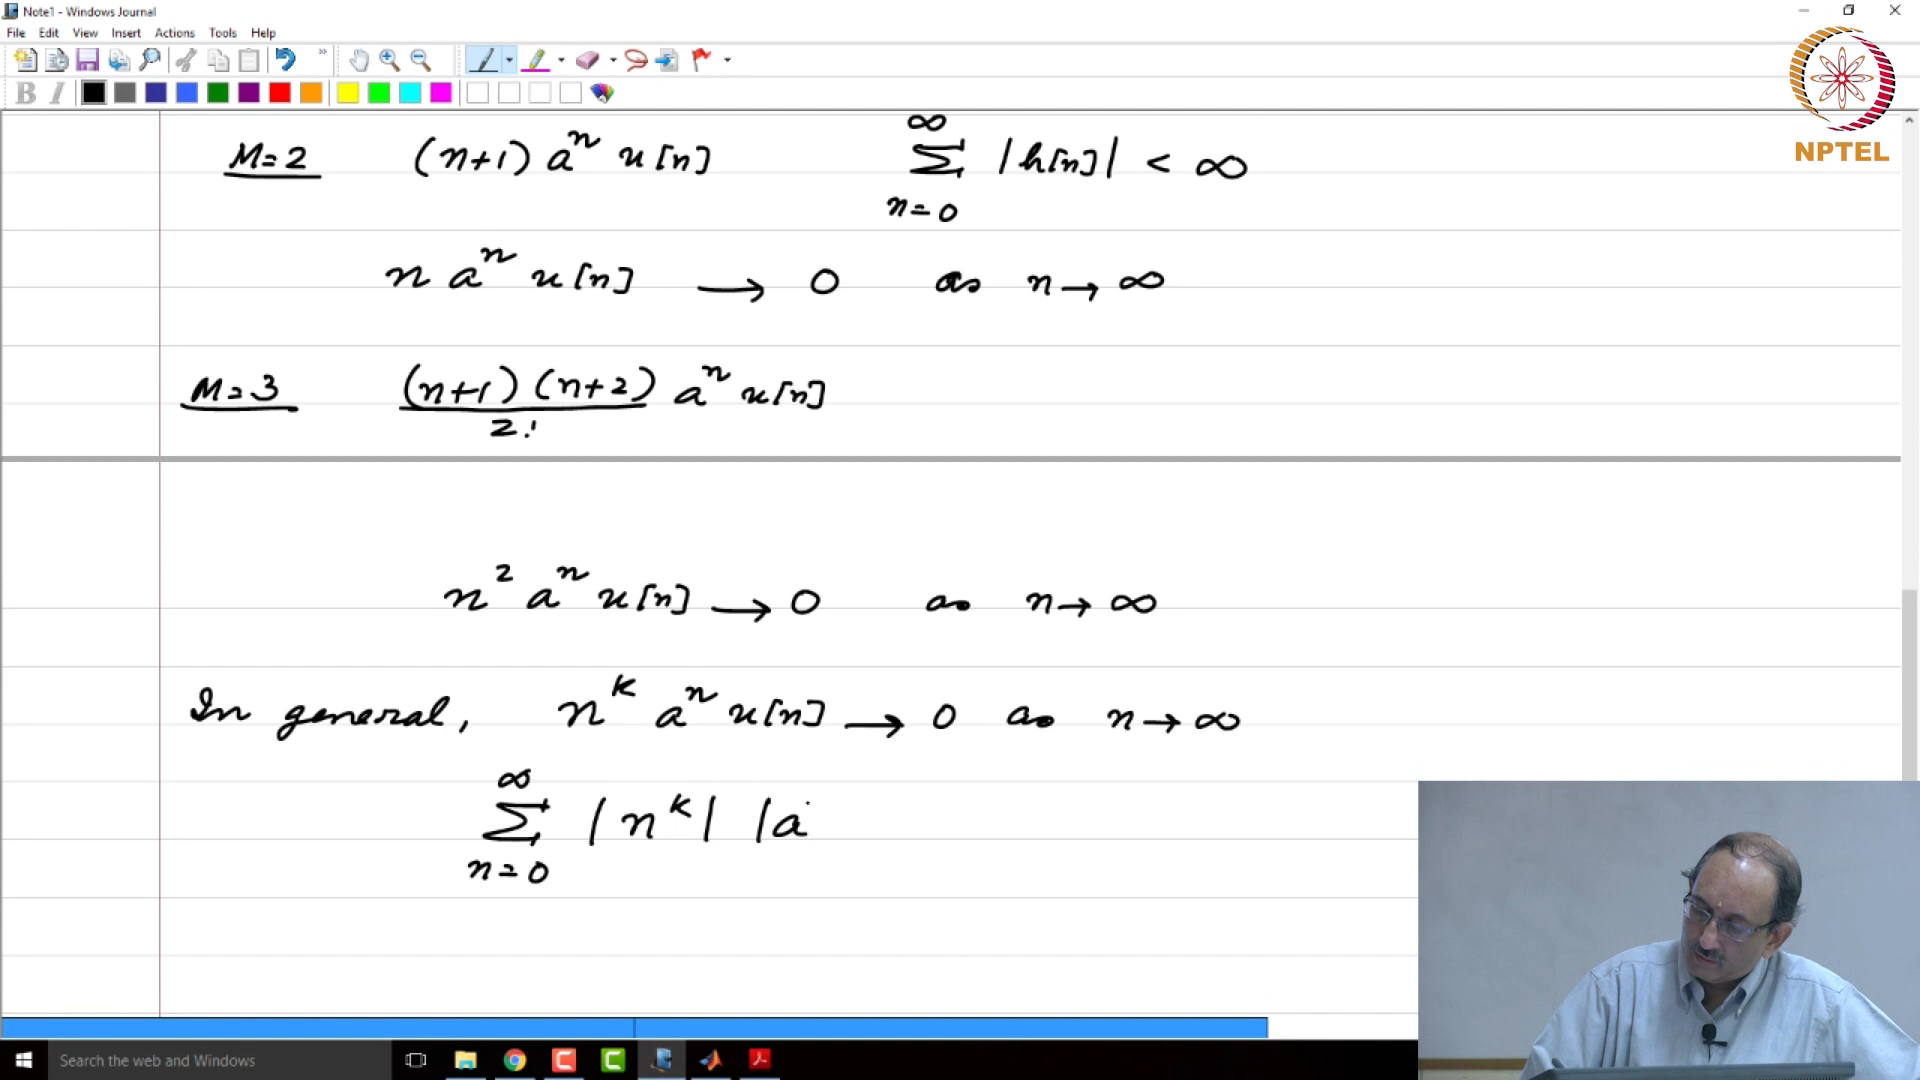 Note1 - Windows Journal
File Edit View Insert Actions Tools Help
B I
NPTEL
M=2 (n+1) a^n u[n] ∞ Σ n=0 |h[n]| < ∞
n a^n u[n] → 0 as n → ∞
M=3 (n+1)(n+2)/2! a^n u[n]
n^2 a^n u[n] → 0 as n → ∞
In general, n^k a^n u[n] → 0 as n → ∞
∞ Σ n=0 |n^k| |a
Search the web and Windows